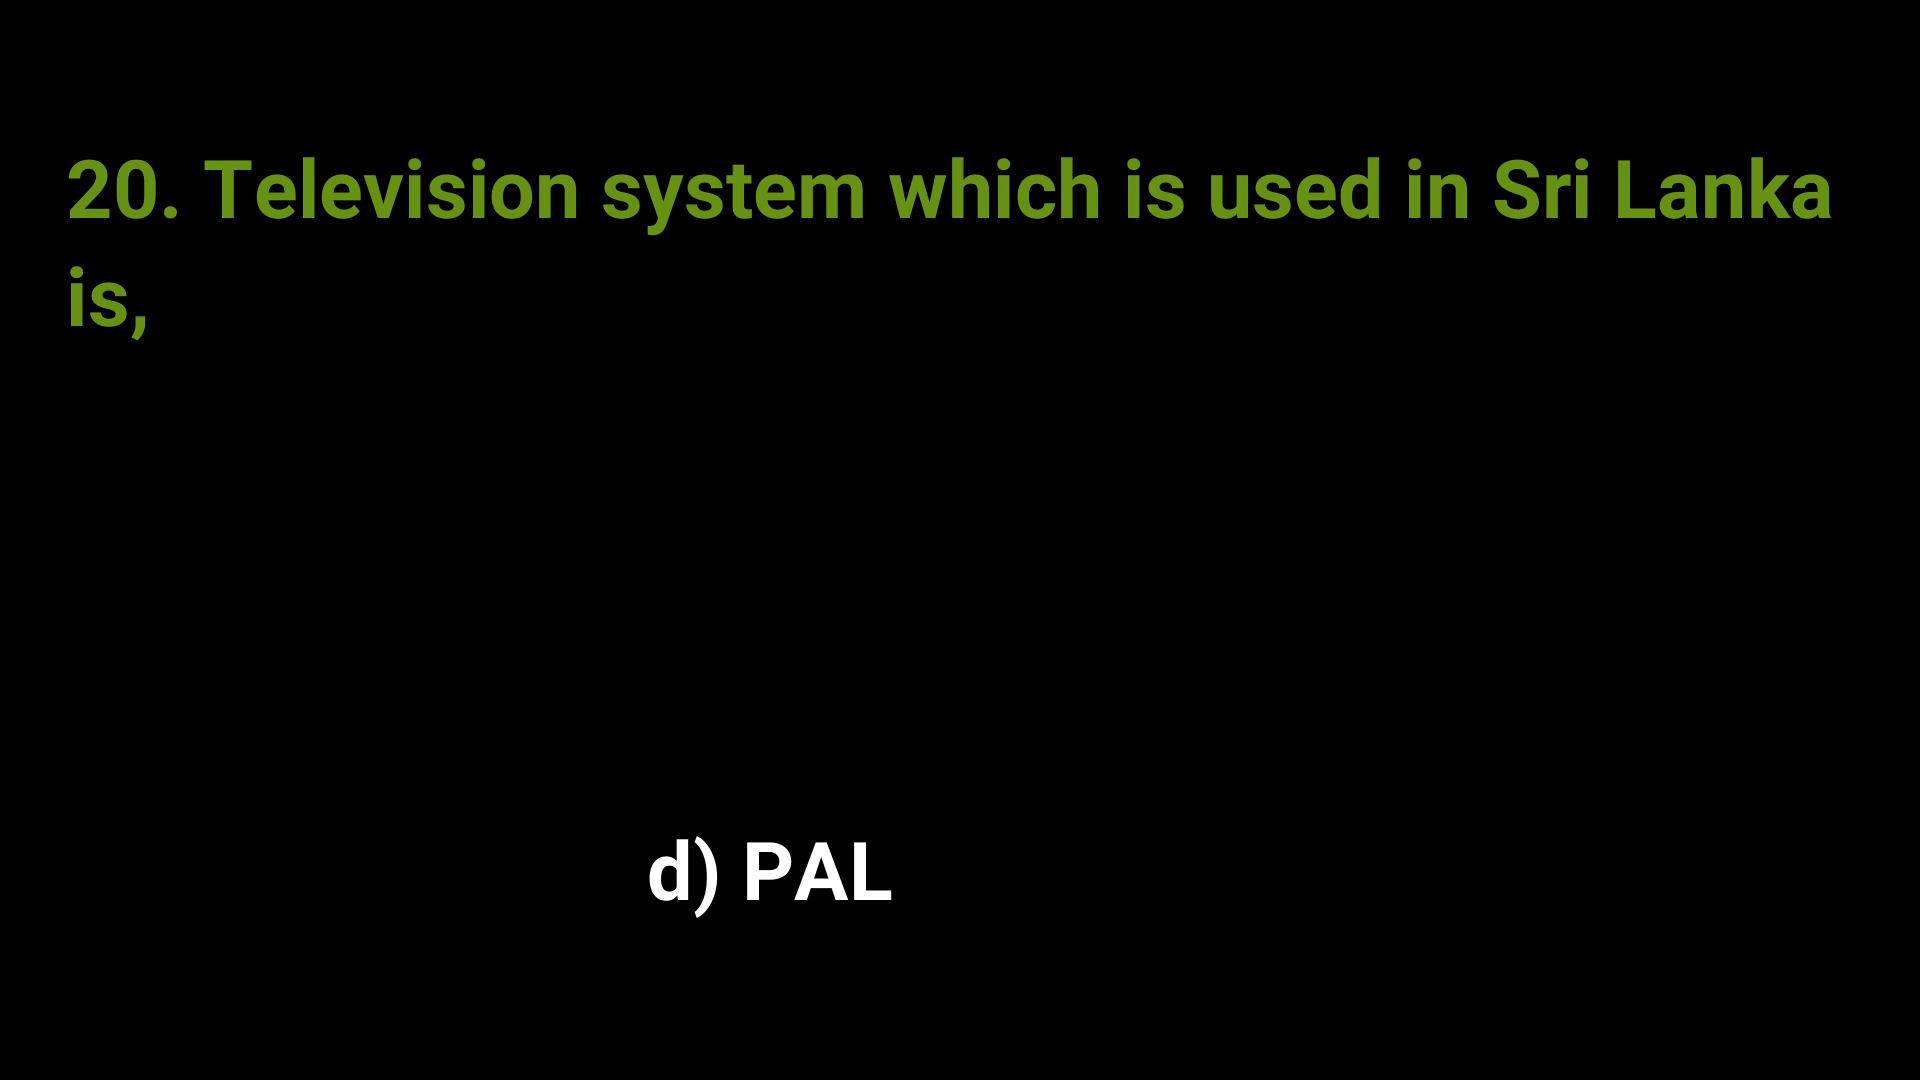 20. Television system which is used in Sri Lanka
is,
d) PAL